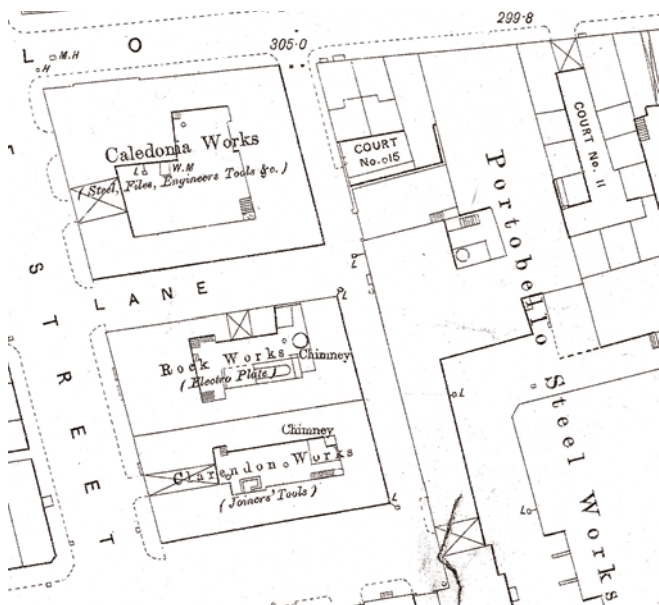 L O
M.H
H
305·0
299·8
Caledonia Works
L
W.M
(Steel, Files, Engineers Tools &c.)
COURT
No. 15
COURT No. 11
Portobello Steel Works
STREET
LANE
L
L
Rock Works
Chimney
(Electro Plate)
Chimney
Clarendon Works
(Joiners' Tools)
L
L